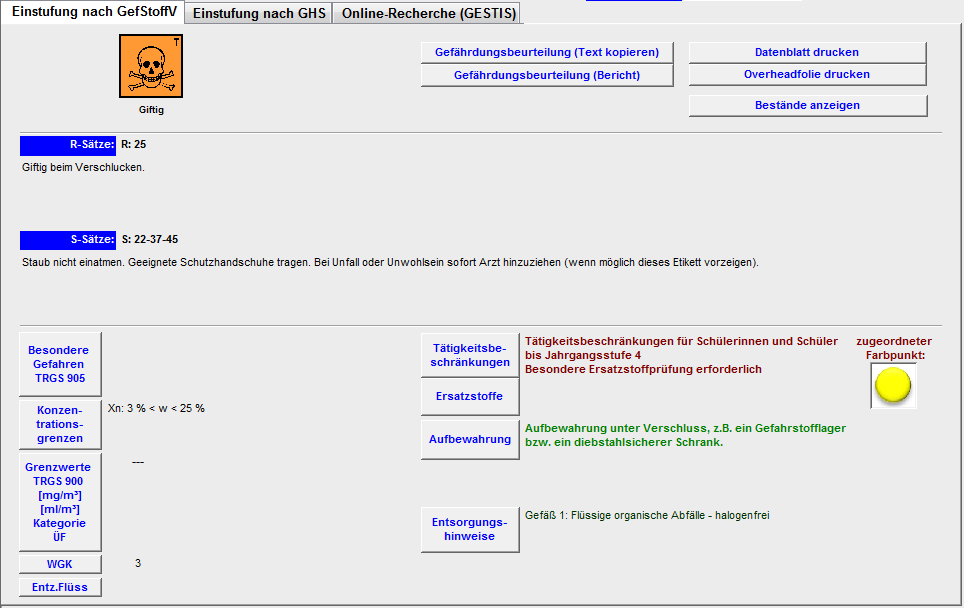 Einstufung nach GefStoffV
Einstufung nach GHS
Online-Recherche (GESTIS)
T
Giftig
Gefährdungsbeurteilung (Text kopieren)
Gefährdungsbeurteilung (Bericht)
Datenblatt drucken
Overheadfolie drucken
Bestände anzeigen
R-Sätze: R: 25
Giftig beim Verschlucken.
S-Sätze: S: 22-37-45
Staub nicht einatmen. Geeignete Schutzhandschuhe tragen. Bei Unfall oder Unwohlsein sofort Arzt hinzuziehen (wenn möglich dieses Etikett vorzeigen).
Besondere
Gefahren
TRGS 905
Konzen-
trations-
grenzen
Xn: 3 % < w < 25 %
Grenzwerte
TRGS 900
[mg/m³]
[ml/m³]
Kategorie
ÜF
---
WGK
3
Entz.Flüss
Tätigkeitsbe-
schränkungen
Tätigkeitsbeschränkungen für Schülerinnen und Schüler
bis Jahrgangsstufe 4
Besondere Ersatzstoffprüfung erforderlich
zugeordneter
Farbpunkt:
Ersatzstoffe
Aufbewahrung
Aufbewahrung unter Verschluss, z.B. ein Gefahrstofflager
bzw. ein diebstahlsicherer Schrank.
Entsorgungs-
hinweise
Gefäß 1: Flüssige organische Abfälle - halogenfrei